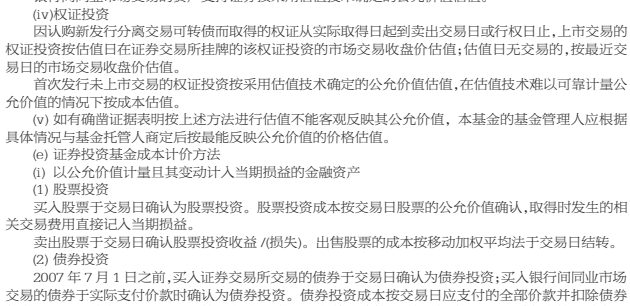 (iv)权证投资
因认购新发行分离交易可转债而取得的权证从实际取得日起到卖出交易日或行权日止,上市交易的
权证投资按估值日在证券交易所挂牌的该权证投资的市场交易收盘价估值;估值日无交易的,按最近交
易日的市场交易收盘价估值。
首次发行未上市交易的权证投资按采用估值技术确定的公允价值估值,在估值技术难以可靠计量公
允价值的情况下按成本估值。
(v) 如有确凿证据表明按上述方法进行估值不能客观反映其公允价值, 本基金的基金管理人应根据
具体情况与基金托管人商定后按最能反映公允价值的价格估值。
(e) 证券投资基金成本计价方法
(i) 以公允价值计量且其变动计入当期损益的金融资产
(1) 股票投资
买入股票于交易日确认为股票投资。股票投资成本按交易日股票的公允价值确认,取得时发生的相
关交易费用直接记入当期损益。
卖出股票于交易日确认股票投资收益 /(损失)。出售股票的成本按移动加权平均法于交易日结转。
(2) 债券投资
2007 年 7 月 1 日之前,买入证券交易所交易的债券于交易日确认为债券投资;买入银行间同业市场
交易的债券于实际支付价款时确认为债券投资。债券投资成本按交易日应支付的全部价款并扣除债券